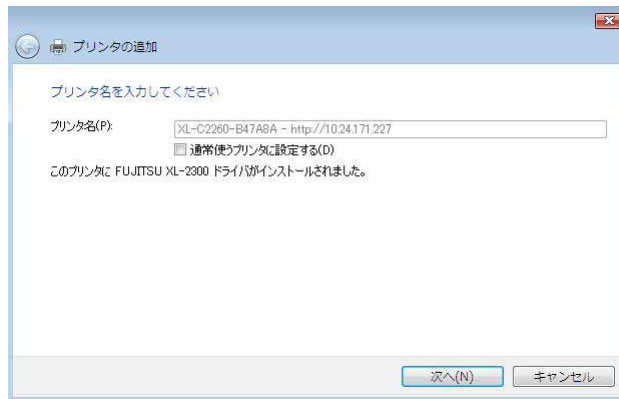 プリンタの追加
プリンタ名を入力してください
プリンタ名(P):
XL-C2260-B47A8A - http://10.24.171.227
通常使うプリンタに設定する(D)
このプリンタに FUJITSU XL-2300 ドライバがインストールされました。
次へ(N)
キャンセル